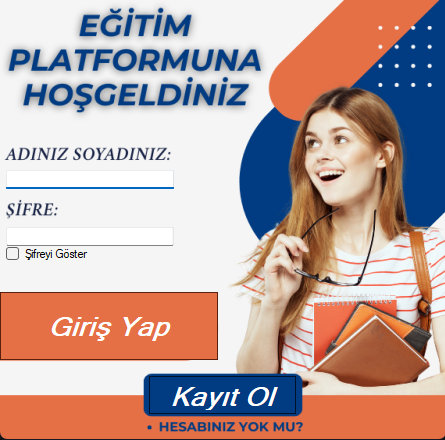 EĞİTİM
PLATFORMUNA
HOŞGELDİNİZ
ADINIZ SOYADINIZ:
ŞİFRE:
Şifreyi Göster
Giriş Yap
Kayıt Ol
• HESABINIZ YOK MU?